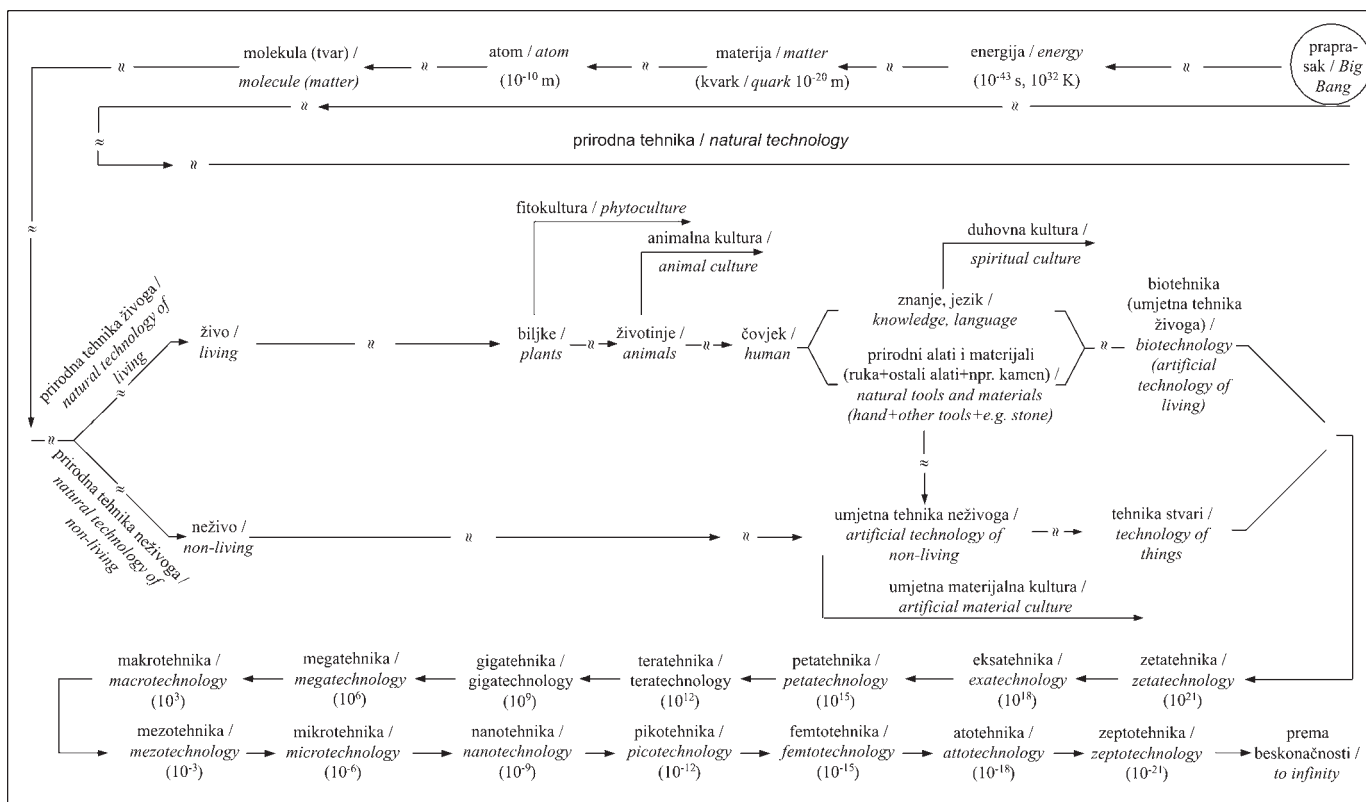 molekula (tvar) /
molecule (matter)
atom / atom
(10⁻¹⁰ m)
materija / matter
(kvark / quark 10⁻²⁰ m)
energija / energy
(10⁻⁴³ s, 10³² K)
prapra-
sak / Big
Bang
prirodna tehnika / natural technology
fitokultura / phytoculture
animalna kultura /
animal culture
duhovna kultura /
spiritual culture
prirodna tehnika živoga /
natural technology of
living
živo /
living
biljke /
plants
životinje /
animals
čovjek /
human
znanje, jezik /
knowledge, language
prirodni alati i materijali
(ruka+ostali alati+npr. kamen) /
natural tools and materials
(hand+other tools+e.g. stone)
biotehnika
(umjetna tehnika
živoga) /
biotechnology
(artificial
technology of
living)
prirodna tehnika neživoga /
natural technology of
non-living
neživo /
non-living
umjetna tehnika neživoga /
artificial technology of
non-living
tehnika stvari /
technology of
things
umjetna materijalna kultura /
artificial material culture
makrotehnika /
macrotechnology
(10³)
megatehnika /
megatechnology
(10⁶)
gigatehnika /
gigatechnology
(10⁹)
teratehnika /
teratechnology
(10¹²)
petatehnika /
petatechnology
(10¹⁵)
eksatehnika /
exatechnology
(10¹⁸)
zetatehnika /
zetatechnology
(10²¹)
mezotehnika /
mezotechnology
(10⁻³)
mikrotehnika /
microtechnology
(10⁻⁶)
nanotehnika /
nanotechnology
(10⁻⁹)
pikotehnika /
picotechnology
(10⁻¹²)
femtotehnika /
femtotechnology
(10⁻¹⁵)
atotehnika /
attotechnology
(10⁻¹⁸)
zeptotehnika /
zeptotechnology
(10⁻²¹)
prema
beskonačnosti /
to infinity